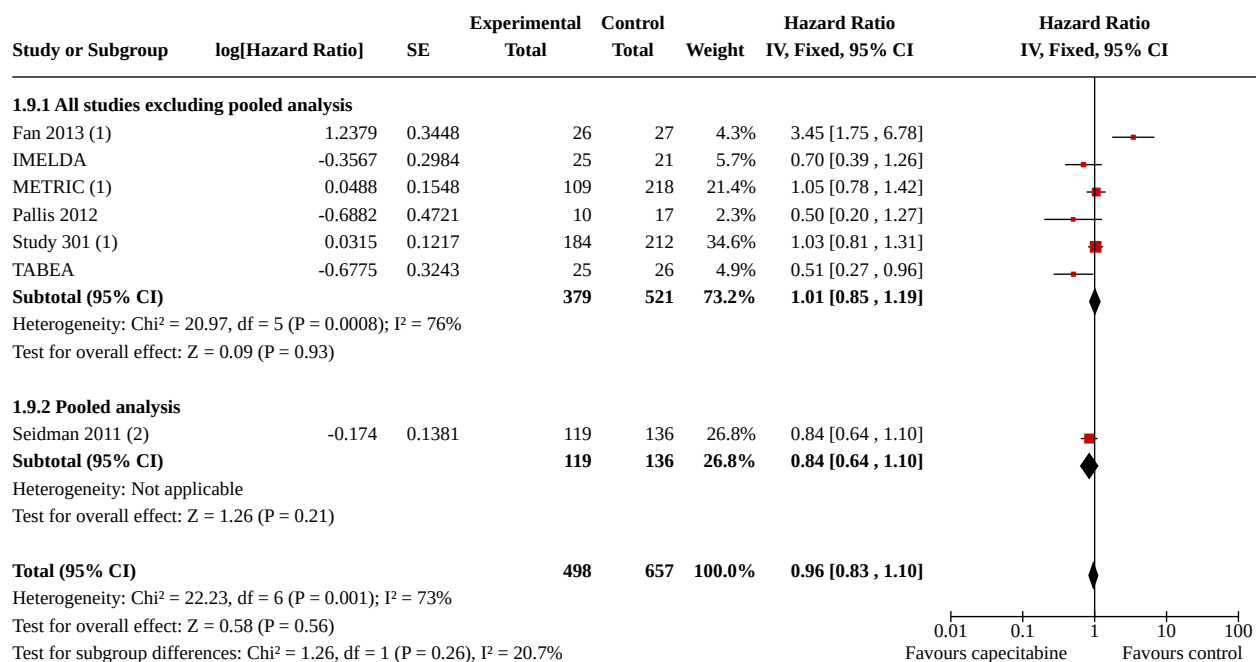 Experimental Control Hazard Ratio Hazard Ratio
Study or Subgroup log[Hazard Ratio] SE Total Total Weight IV, Fixed, 95% CI IV, Fixed, 95% CI
1.9.1 All studies excluding pooled analysis
Fan 2013 (1) 1.2379 0.3448 26 27 4.3% 3.45 [1.75 , 6.78]
IMELDA -0.3567 0.2984 25 21 5.7% 0.70 [0.39 , 1.26]
METRIC (1) 0.0488 0.1548 109 218 21.4% 1.05 [0.78 , 1.42]
Pallis 2012 -0.6882 0.4721 10 17 2.3% 0.50 [0.20 , 1.27]
Study 301 (1) 0.0315 0.1217 184 212 34.6% 1.03 [0.81 , 1.31]
TABEA -0.6775 0.3243 25 26 4.9% 0.51 [0.27 , 0.96]
Subtotal (95% CI) 379 521 73.2% 1.01 [0.85 , 1.19]
Heterogeneity: Chi² = 20.97, df = 5 (P = 0.0008); I² = 76%
Test for overall effect: Z = 0.09 (P = 0.93)
1.9.2 Pooled analysis
Seidman 2011 (2) -0.174 0.1381 119 136 26.8% 0.84 [0.64 , 1.10]
Subtotal (95% CI) 119 136 26.8% 0.84 [0.64 , 1.10]
Heterogeneity: Not applicable
Test for overall effect: Z = 1.26 (P = 0.21)
Total (95% CI) 498 657 100.0% 0.96 [0.83 , 1.10]
Heterogeneity: Chi² = 22.23, df = 6 (P = 0.001); I² = 73%
Test for overall effect: Z = 0.58 (P = 0.56)
0.01 0.1 1 10 100
Test for subgroup differences: Chi² = 1.26, df = 1 (P = 0.26), I² = 20.7% Favours capecitabine Favours control